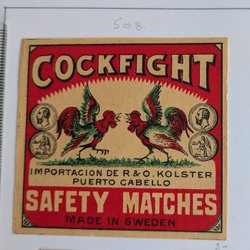 508.
COCKFIGHT
IMPORTACION DE R & O. KOLSTER
PUERTO CABELLO
SAFETY MATCHES
MADE IN SWEDEN